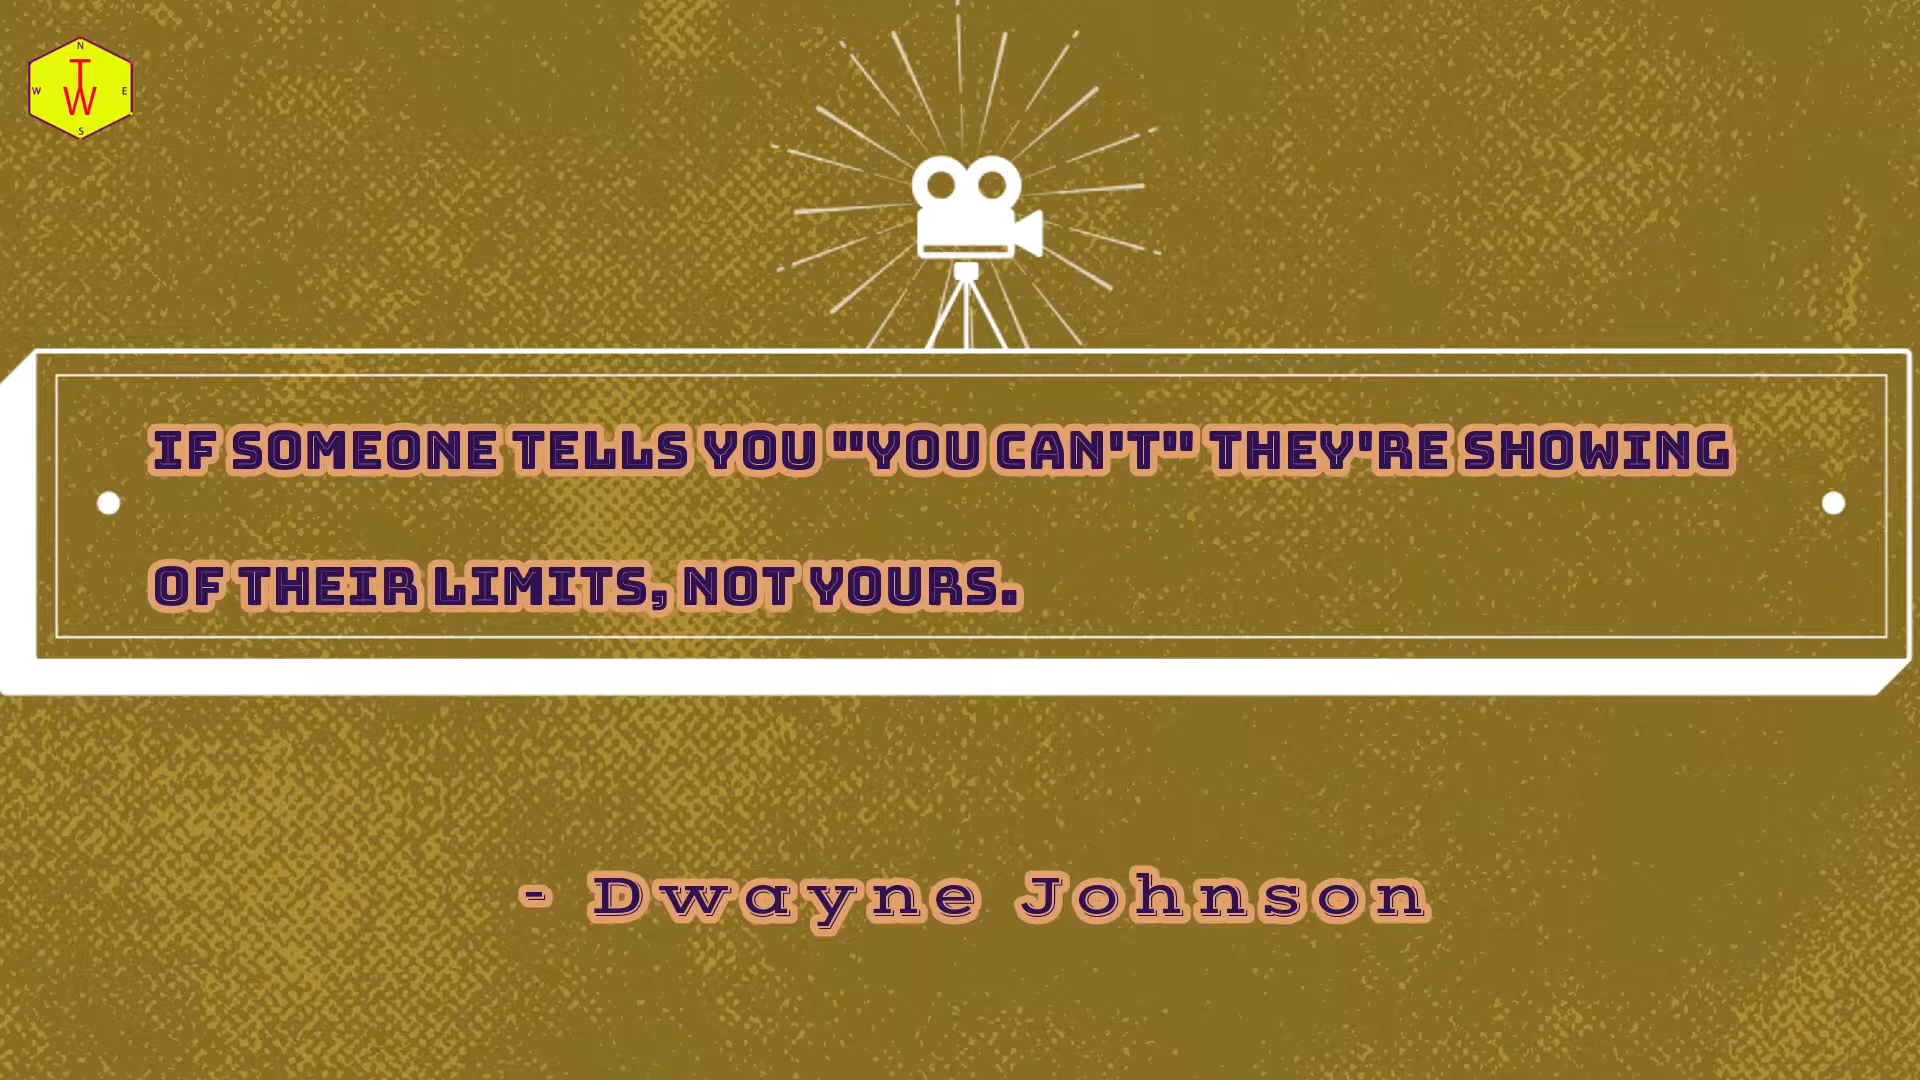 N
T
W E
W
S
IF SOMEONE TELLS YOU "YOU CAN'T" THEY'RE SHOWING
OF THEIR LIMITS, NOT YOURS.
- Dwayne Johnson